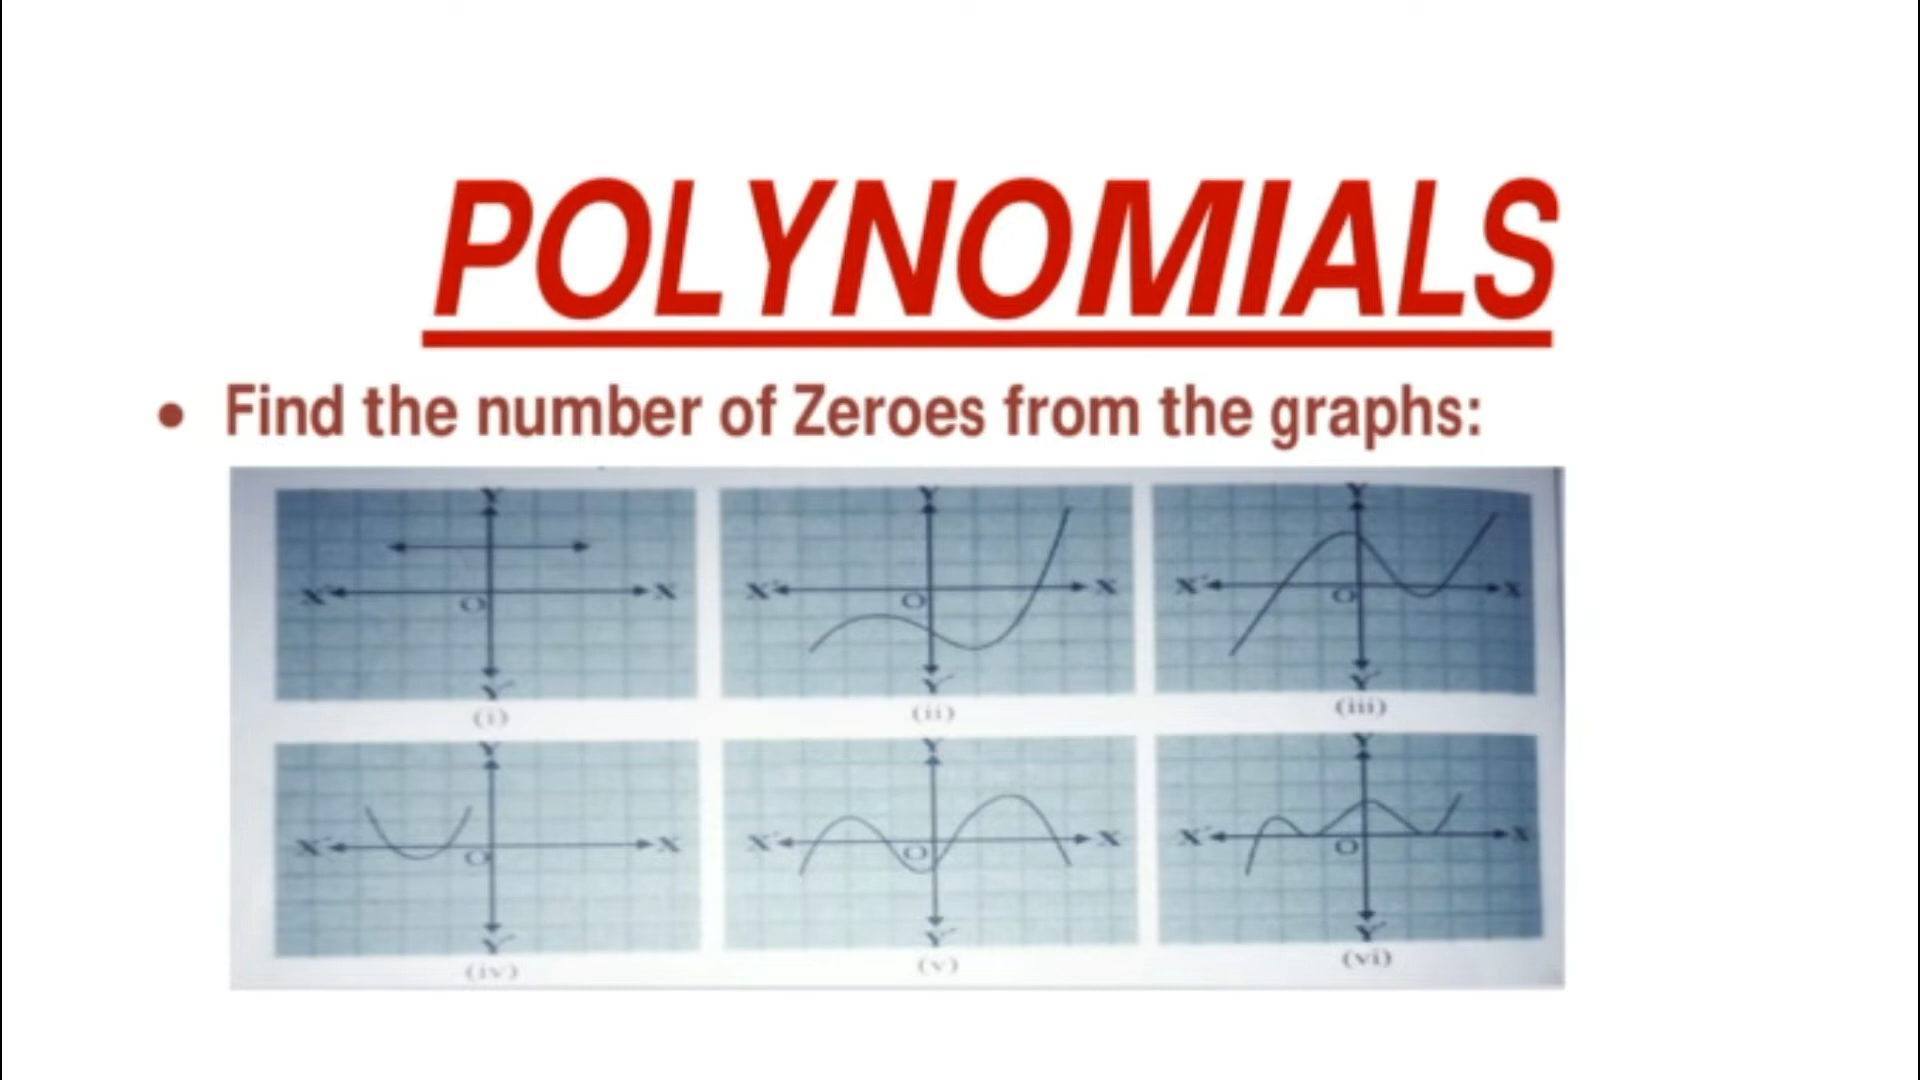 POLYNOMIALS
• Find the number of Zeroes from the graphs:
Y Y Y
X' X X' X X' X
O O O
Y' Y' Y'
(i) (ii) (iii)
Y Y Y
X' X X' X X' X
O O O
Y' Y' Y'
(iv) (v) (vi)